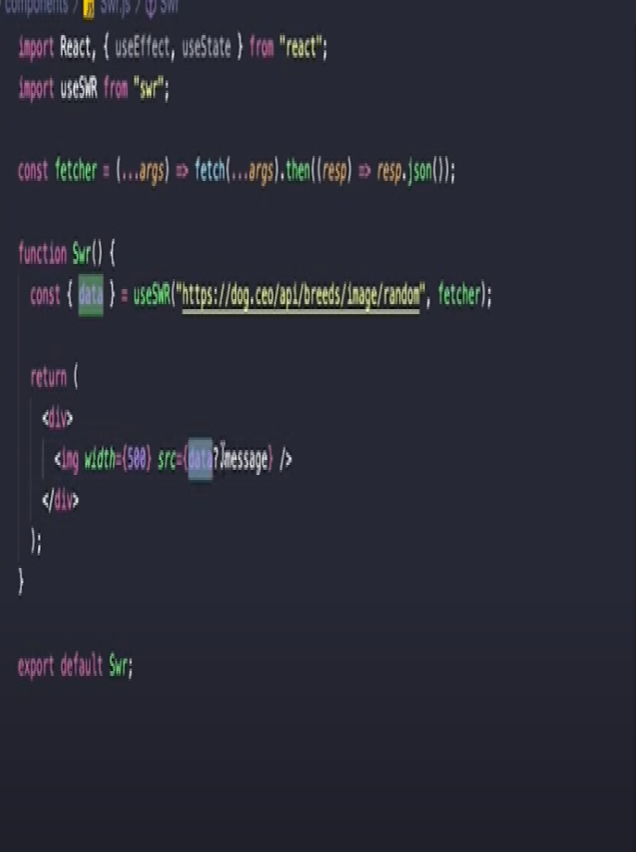 components > JS Swr.js > Swr
import React, { useEffect, useState } from "react";
import useSWR from "swr";
const fetcher = (...args) => fetch(...args).then((resp) => resp.json());
function Swr() {
const { data } = useSWR("https://dog.ceo/api/breeds/image/random", fetcher);
return (
<div>
<img width={500} src={data?.message} />
</div>
);
}
export default Swr;